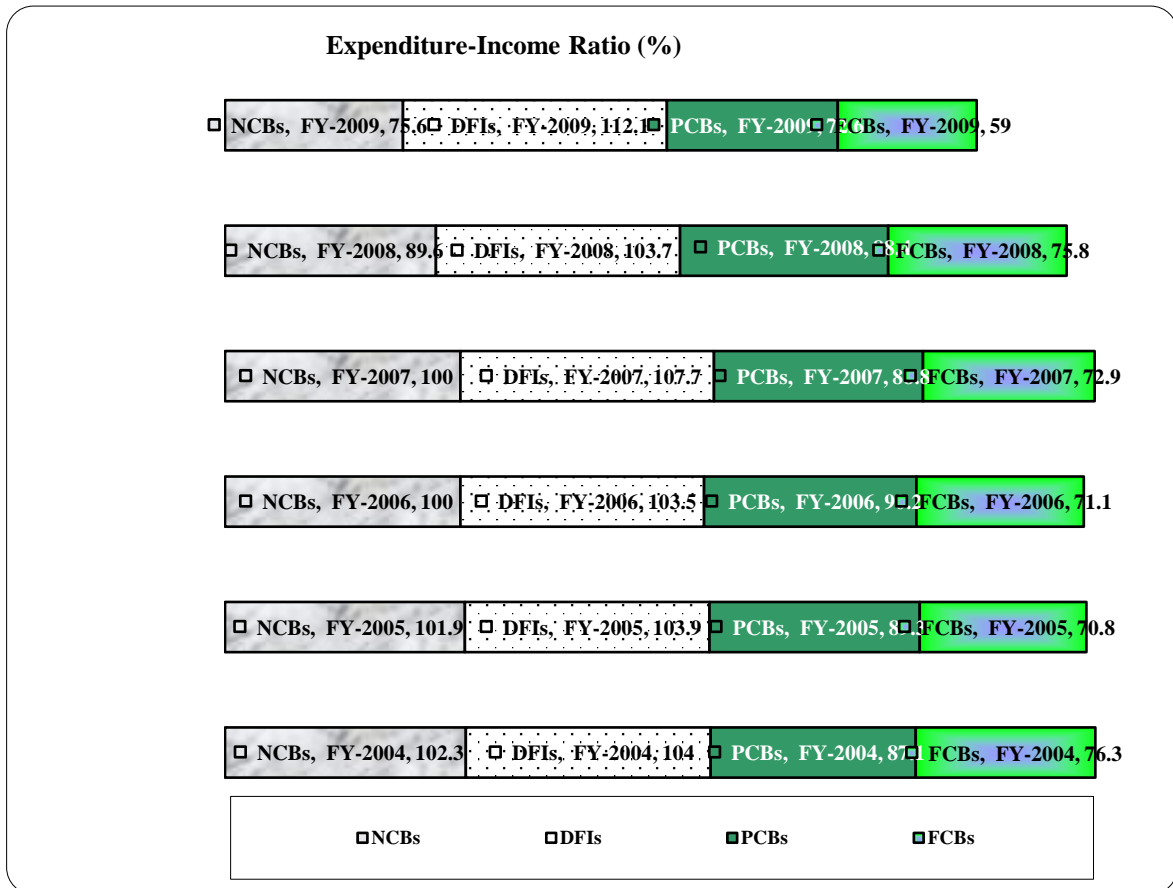 Expenditure-Income Ratio (%)
NCBs, FY-2009, 75.6 DFIs, FY-2009, 112.1 PCBs, FY-2009, FCBs, FY-2009, 59
NCBs, FY-2008, 89.6 DFIs, FY-2008, 103.7 PCBs, FY-2008, FCBs, FY-2008, 75.8
NCBs, FY-2007, 100 DFIs, FY-2007, 107.7 PCBs, FY-2007, FCBs, FY-2007, 72.9
NCBs, FY-2006, 100 DFIs, FY-2006, 103.5 PCBs, FY-2006, FCBs, FY-2006, 71.1
NCBs, FY-2005, 101.9 DFIs, FY-2005, 103.9 PCBs, FY-2005, FCBs, FY-2005, 70.8
NCBs, FY-2004, 102.3 DFIs, FY-2004, 104 PCBs, FY-2004, FCBs, FY-2004, 76.3
NCBs DFIs PCBs FCBs